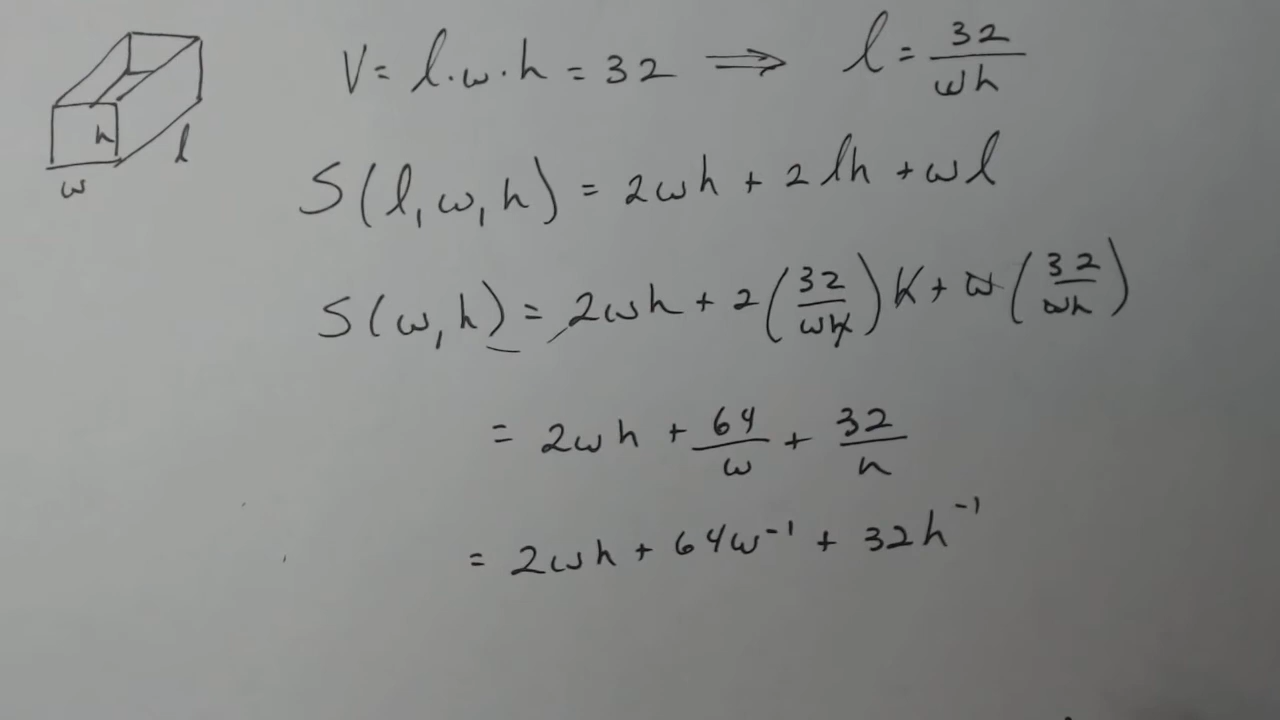 V = l·w·h = 32 ⟹ l = 32/wh
h
l
w
S(l, w, h) = 2wh + 2lh + wl
S(w, h) = 2wh + 2(32/wh)h + w(32/wh)
= 2wh + 64/w + 32/h
= 2wh + 64w⁻¹ + 32h⁻¹